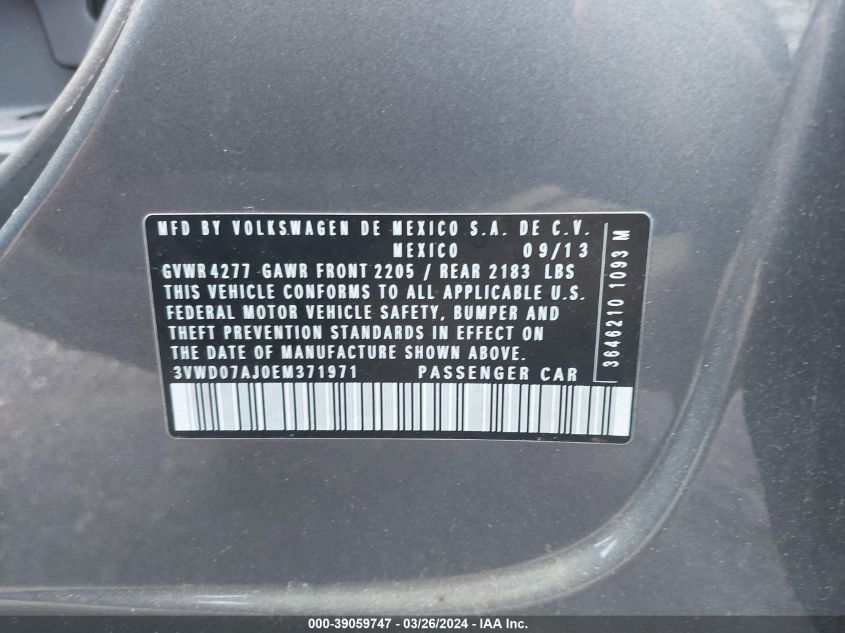 MFD BY VOLKSWAGEN DE MEXICO S.A. DE C.V.
MEXICO 09/13
GVWR 4277 GAWR FRONT 2205 / REAR 2183 LBS
THIS VEHICLE CONFORMS TO ALL APPLICABLE U.S.
FEDERAL MOTOR VEHICLE SAFETY, BUMPER AND
THEFT PREVENTION STANDARDS IN EFFECT ON
THE DATE OF MANUFACTURE SHOWN ABOVE.
3VWD07AJ0EM371971 PASSENGER CAR
3646210 1093 M
000-39059747 - 03/26/2024 - IAA Inc.